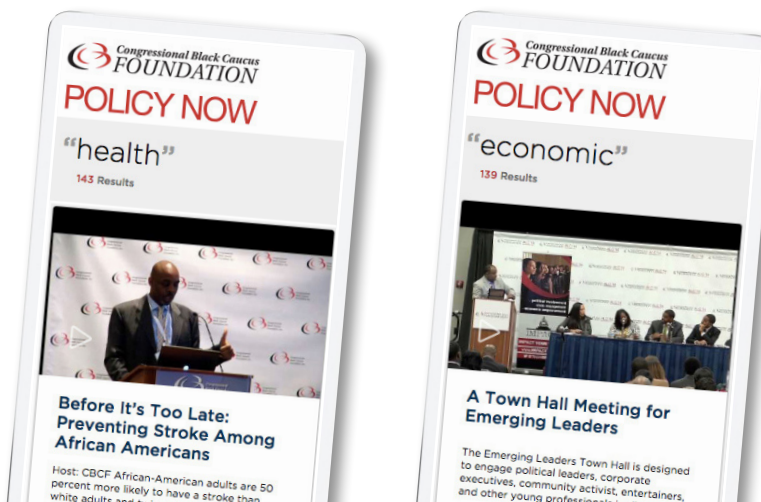 Congressional Black Caucus
FOUNDATION
POLICY NOW
“health”
143 Results
Before It's Too Late:
Preventing Stroke Among
African Americans
Host: CBCF African-American adults are 50
percent more likely to have a stroke than
white adults and
Congressional Black Caucus
FOUNDATION
POLICY NOW
“economic”
139 Results
A Town Hall Meeting for
Emerging Leaders
The Emerging Leaders Town Hall is designed
to engage political leaders, corporate
executives, community activist, entertainers,
and other young professionals